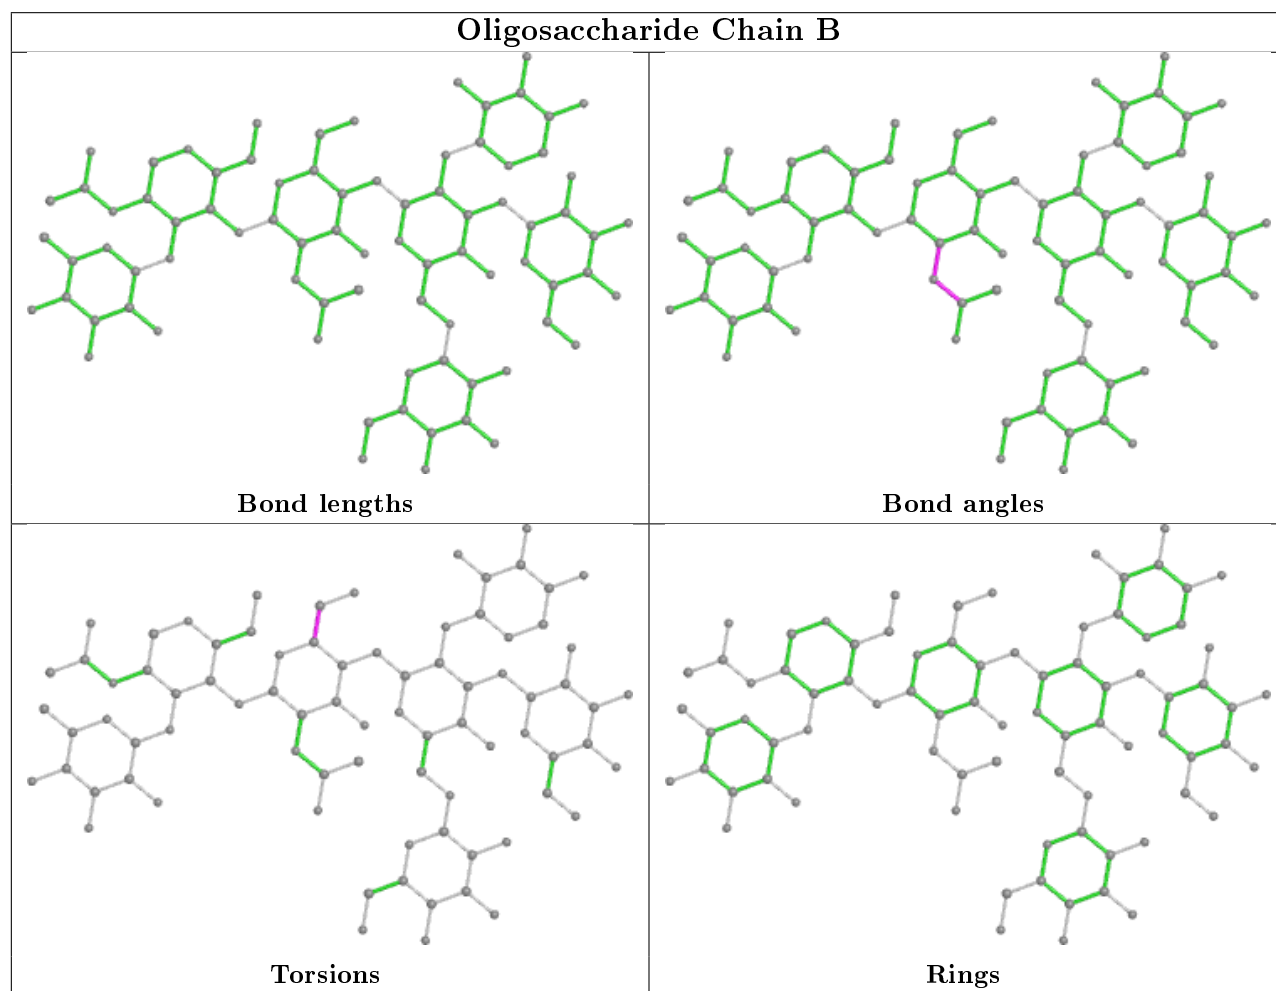 Oligosaccharide Chain B
Bond lengths
Bond angles
Torsions
Rings